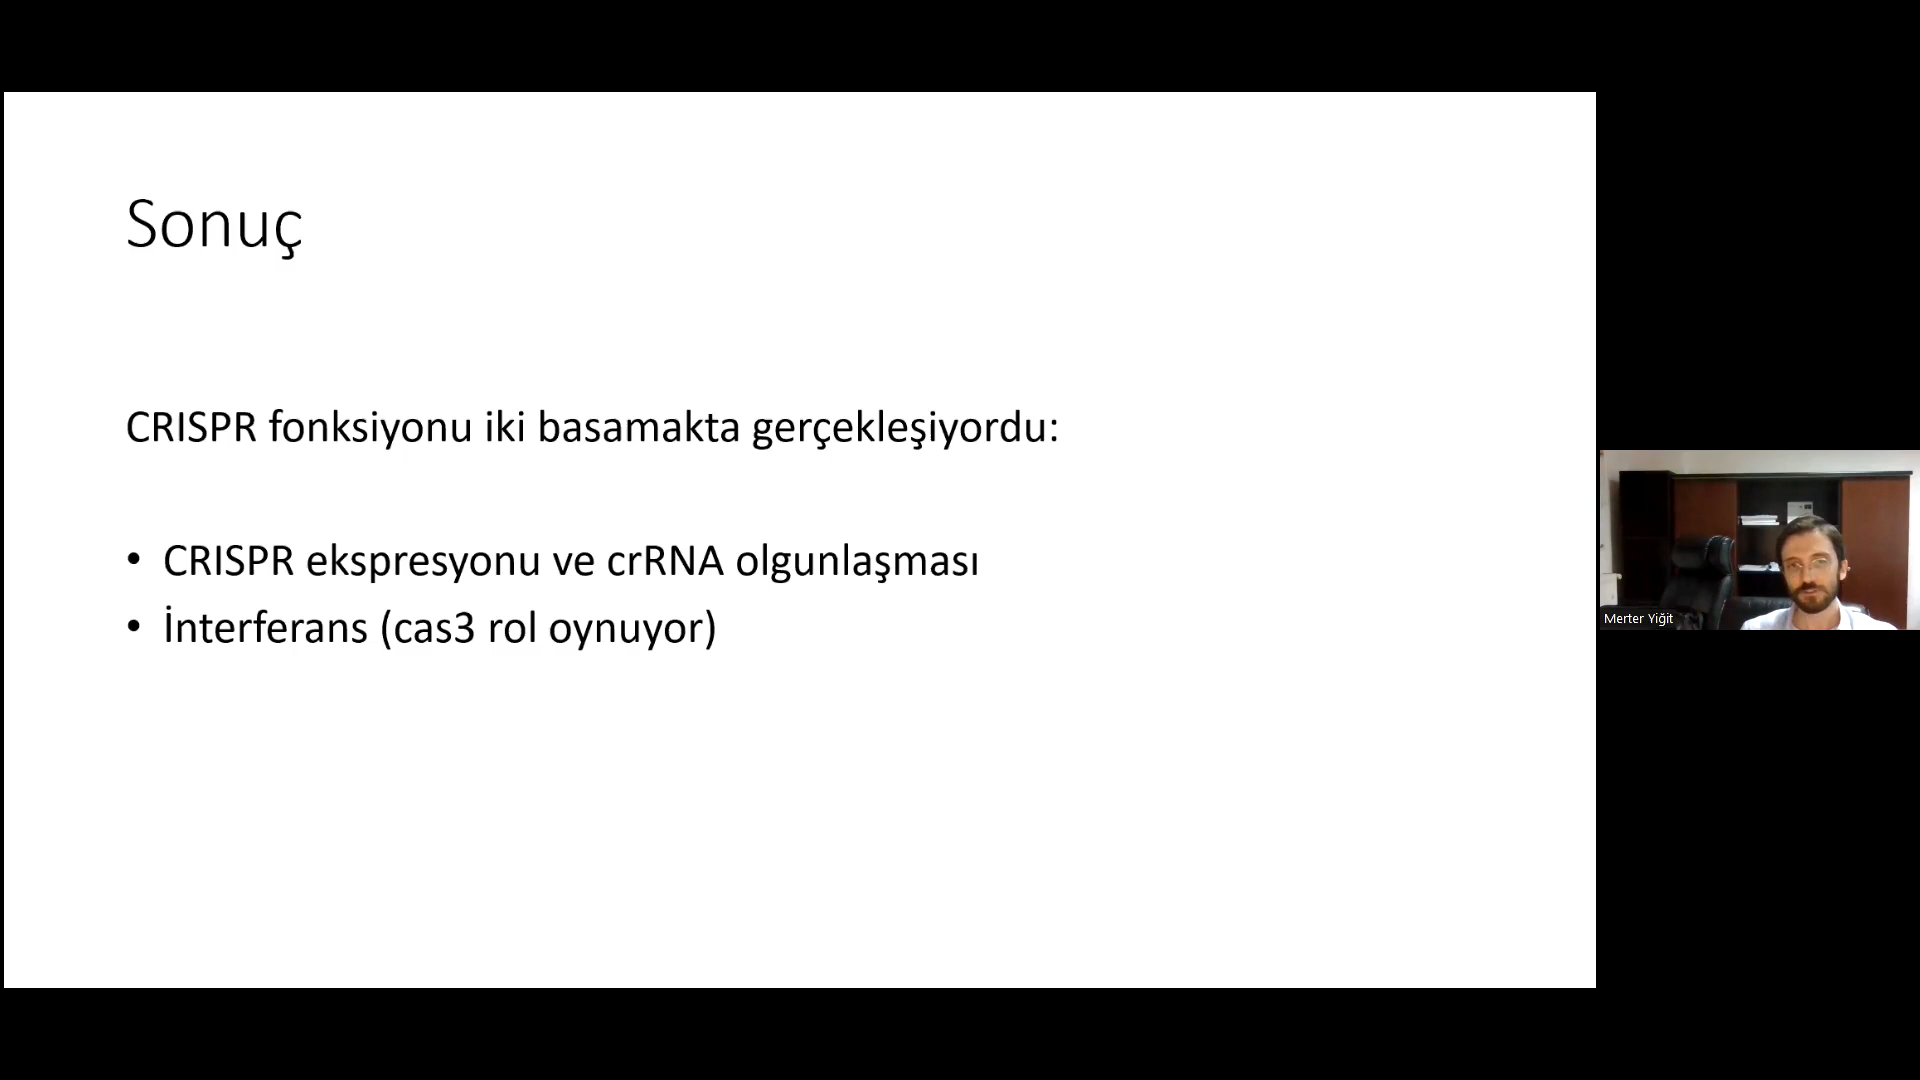 Sonuç
CRISPR fonksiyonu iki basamakta gerçekleşiyordu:
• CRISPR ekspresyonu ve crRNA olgunlaşması
• İnterferans (cas3 rol oynuyor)
Merter Yiğit